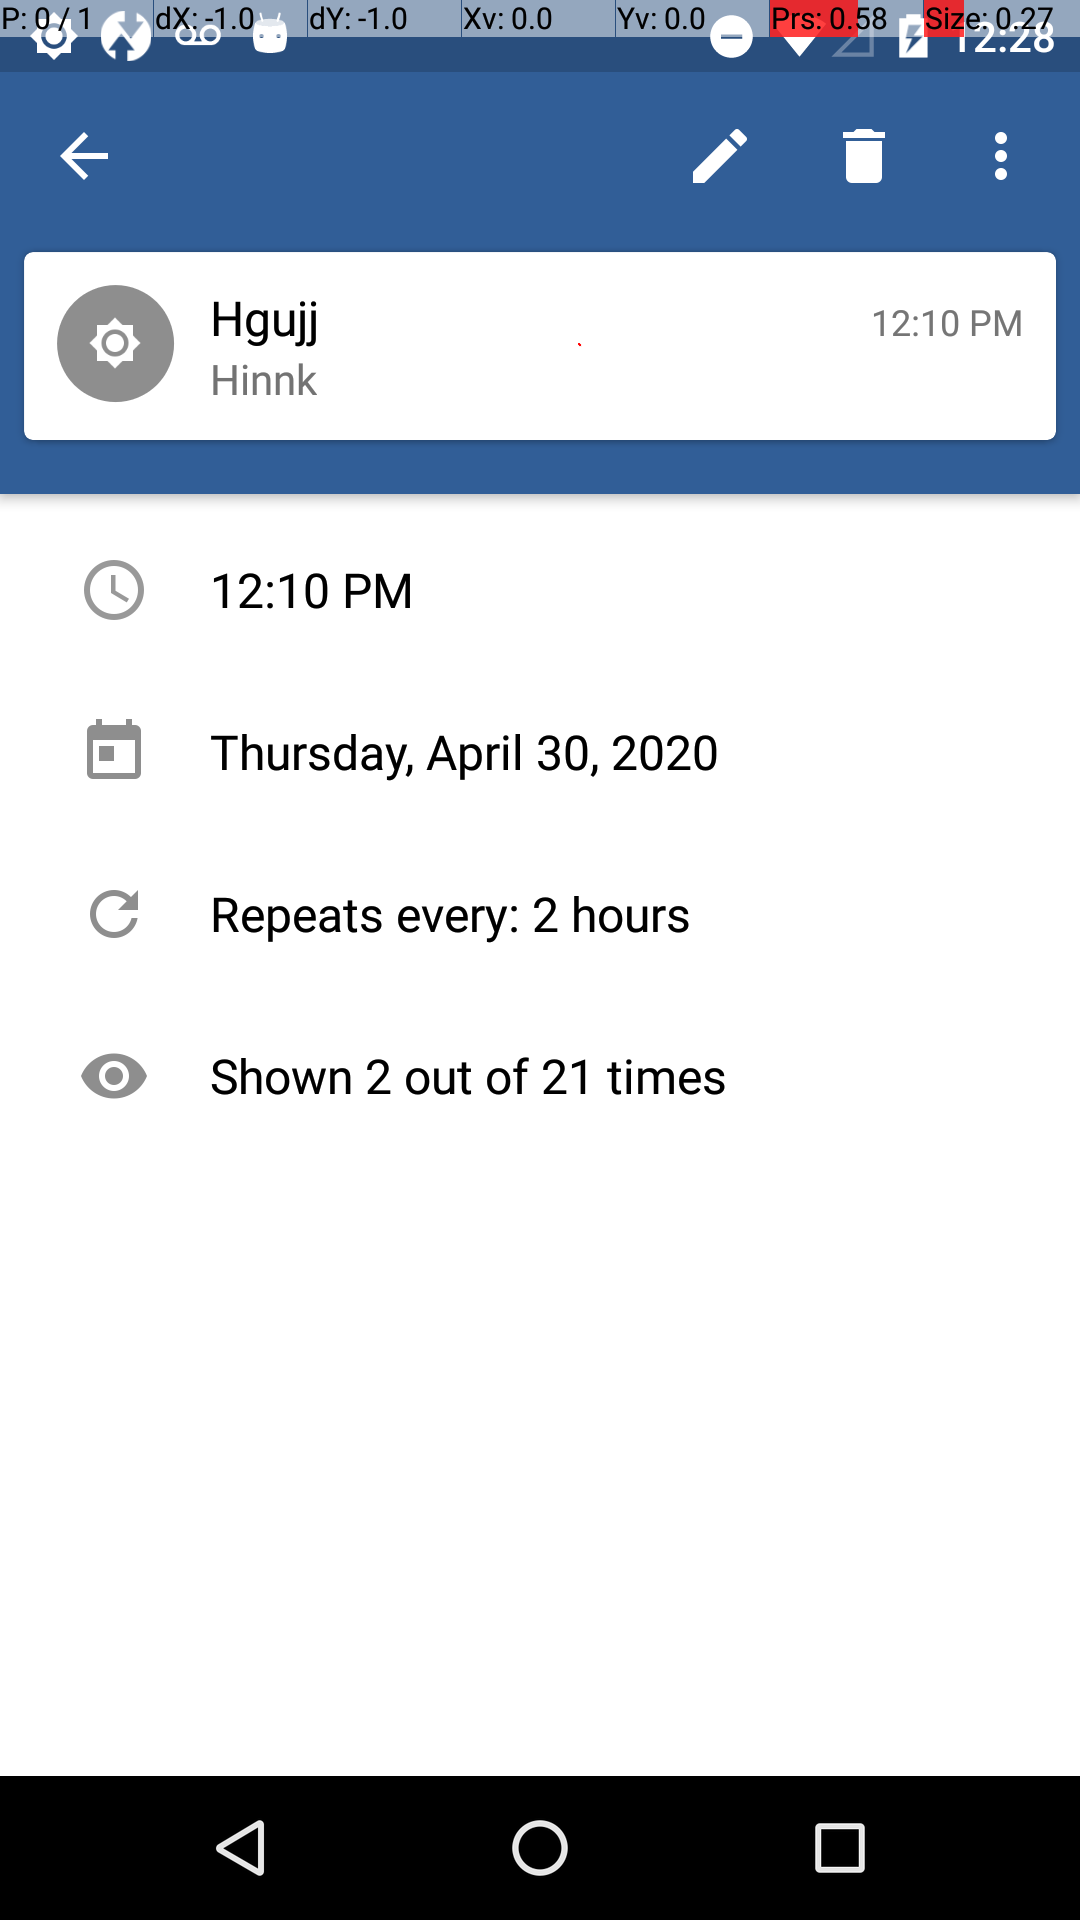 P: 0 / 1 dX: -1.0 dY: -1.0 Xv: 0.0 Yv: 0.0 Prs: 0.58 Size: 0.27
12:28
Hgujj 12:10 PM
Hinnk
12:10 PM
Thursday, April 30, 2020
Repeats every: 2 hours
Shown 2 out of 21 times